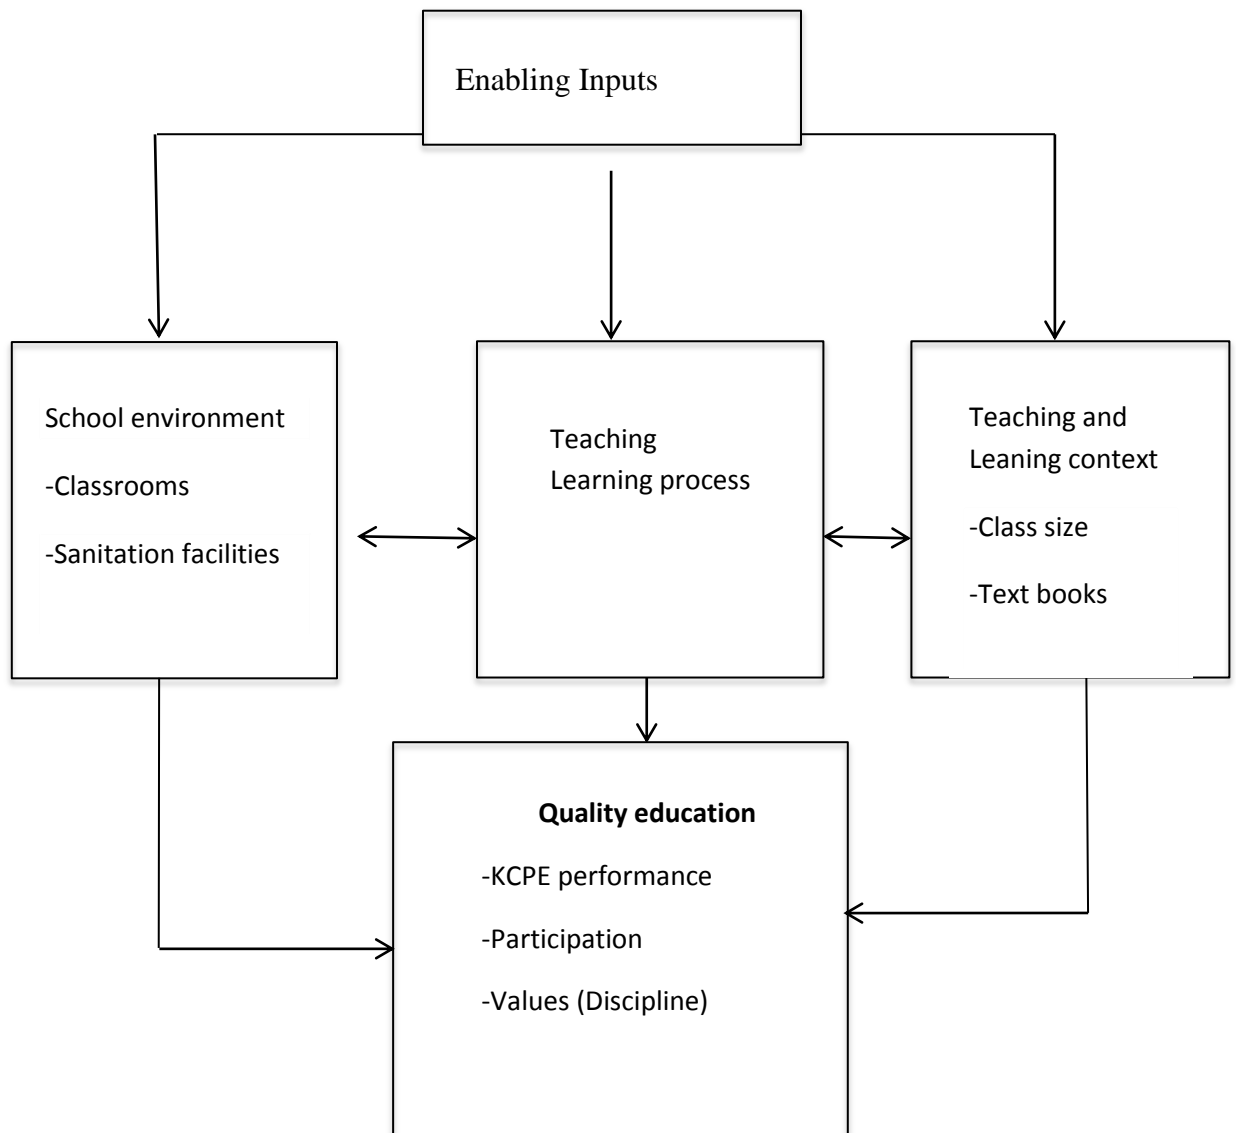 Enabling Inputs
School environment
-Classrooms
-Sanitation facilities
Teaching
Learning process
Teaching and
Leaning context
-Class size
-Text books
Quality education
-KCPE performance
-Participation
-Values (Discipline)